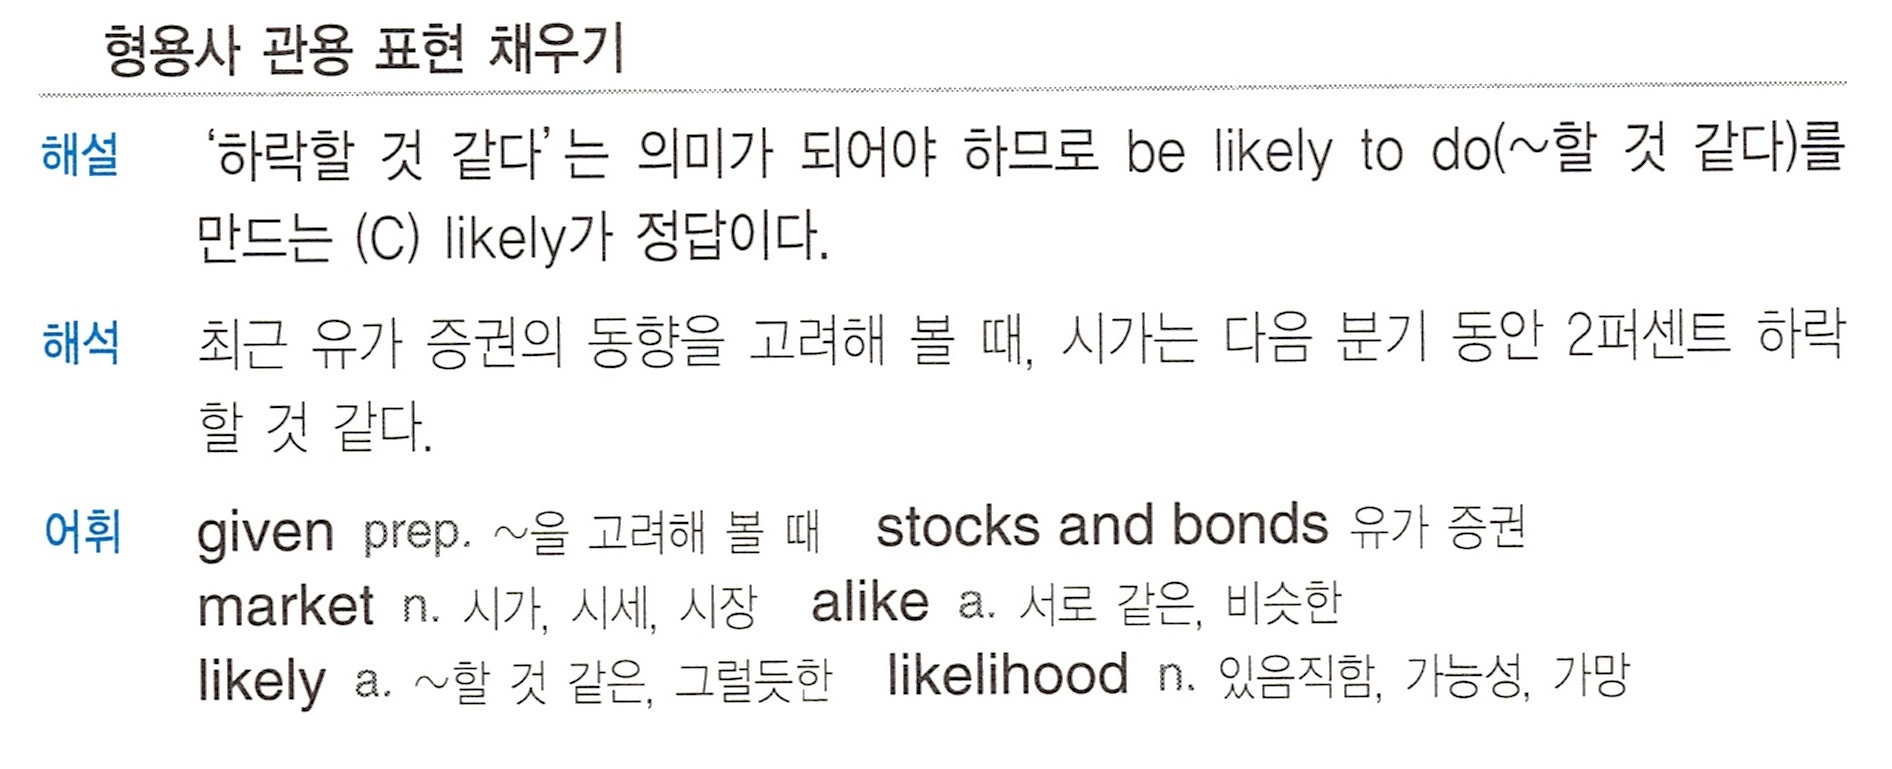 형용사 관용 표현 채우기
해설 ‘하락할 것 같다’는 의미가 되어야 하므로 be likely to do(~할 것 같다)를
만드는 (C) likely가 정답이다.
해석 최근 유가 증권의 동향을 고려해 볼 때, 시가는 다음 분기 동안 2퍼센트 하락
할 것 같다.
어휘 given prep. ~을 고려해 볼 때 stocks and bonds 유가 증권
market n. 시가, 시세, 시장 alike a. 서로 같은, 비슷한
likely a. ~할 것 같은, 그럴듯한 likelihood n. 있음직함, 가능성, 가망